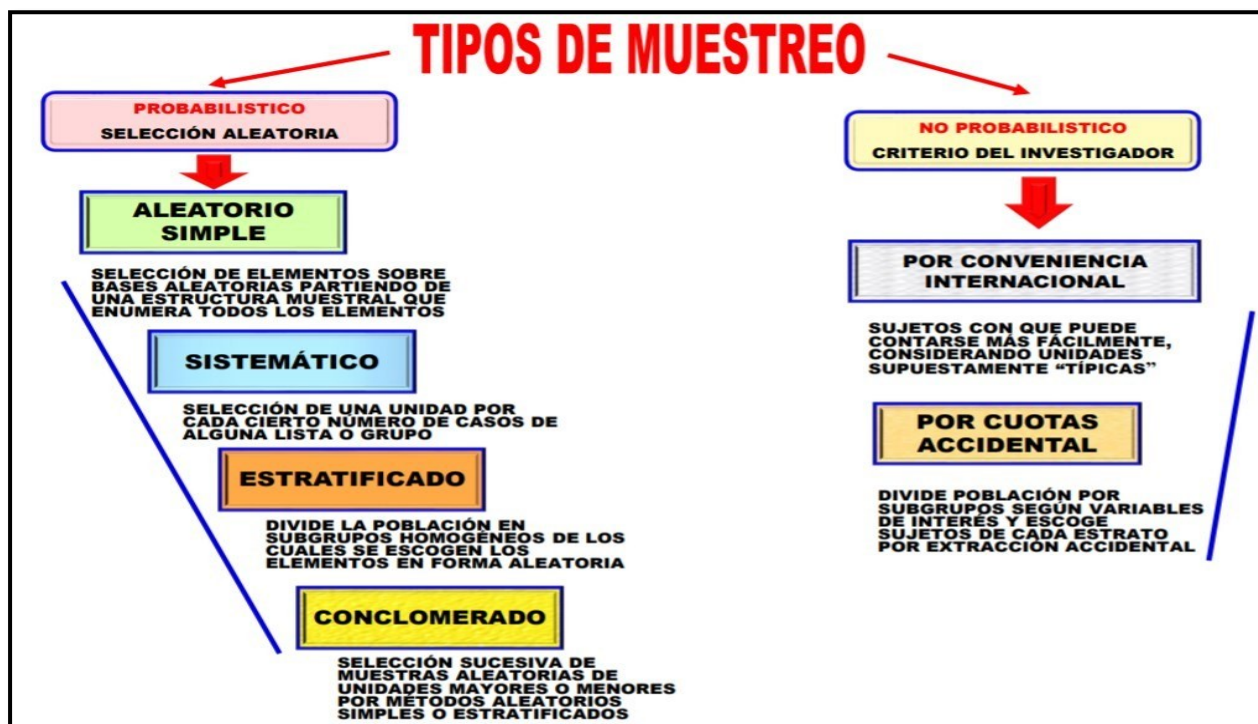 TIPOS DE MUESTREO
PROBABILISTICO
SELECCIÓN ALEATORIA
ALEATORIO
SIMPLE
SELECCIÓN DE ELEMENTOS SOBRE
BASES ALEATORIAS PARTIENDO DE
UNA ESTRUCTURA MUESTRAL QUE
ENUMERA TODOS LOS ELEMENTOS
SISTEMÁTICO
SELECCIÓN DE UNA UNIDAD POR
CADA CIERTO NÚMERO DE CASOS DE
ALGUNA LISTA O GRUPO
ESTRATIFICADO
DIVIDE LA POBLACIÓN EN
SUBGRUPOS HOMOGÉNEOS DE LOS
CUALES SE ESCOGEN LOS
ELEMENTOS EN FORMA ALEATORIA
CONCLOMERADO
SELECCIÓN SUCESIVA DE
MUESTRAS ALEATORIAS DE
UNIDADES MAYORES O MENORES
POR MÉTODOS ALEATORIOS
SIMPLES O ESTRATIFICADOS
NO PROBABILISTICO
CRITERIO DEL INVESTIGADOR
POR CONVENIENCIA
INTERNACIONAL
SUJETOS CON QUE PUEDE
CONTARSE MÁS FÁCILMENTE,
CONSIDERANDO UNIDADES
SUPUESTAMENTE “TÍPICAS”
POR CUOTAS
ACCIDENTAL
DIVIDE POBLACIÓN POR
SUBGRUPOS SEGÚN VARIABLES
DE INTERÉS Y ESCOGE
SUJETOS DE CADA ESTRATO
POR EXTRACCIÓN ACCIDENTAL